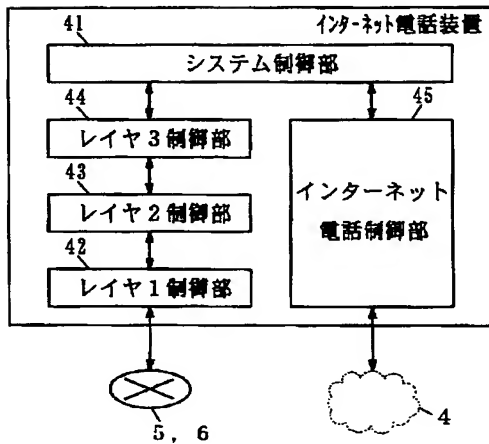 インターネット電話装置
41
システム制御部
44
45
レイヤ3制御部
43
インターネット
電話制御部
レイヤ2制御部
42
レイヤ1制御部
5, 6
4